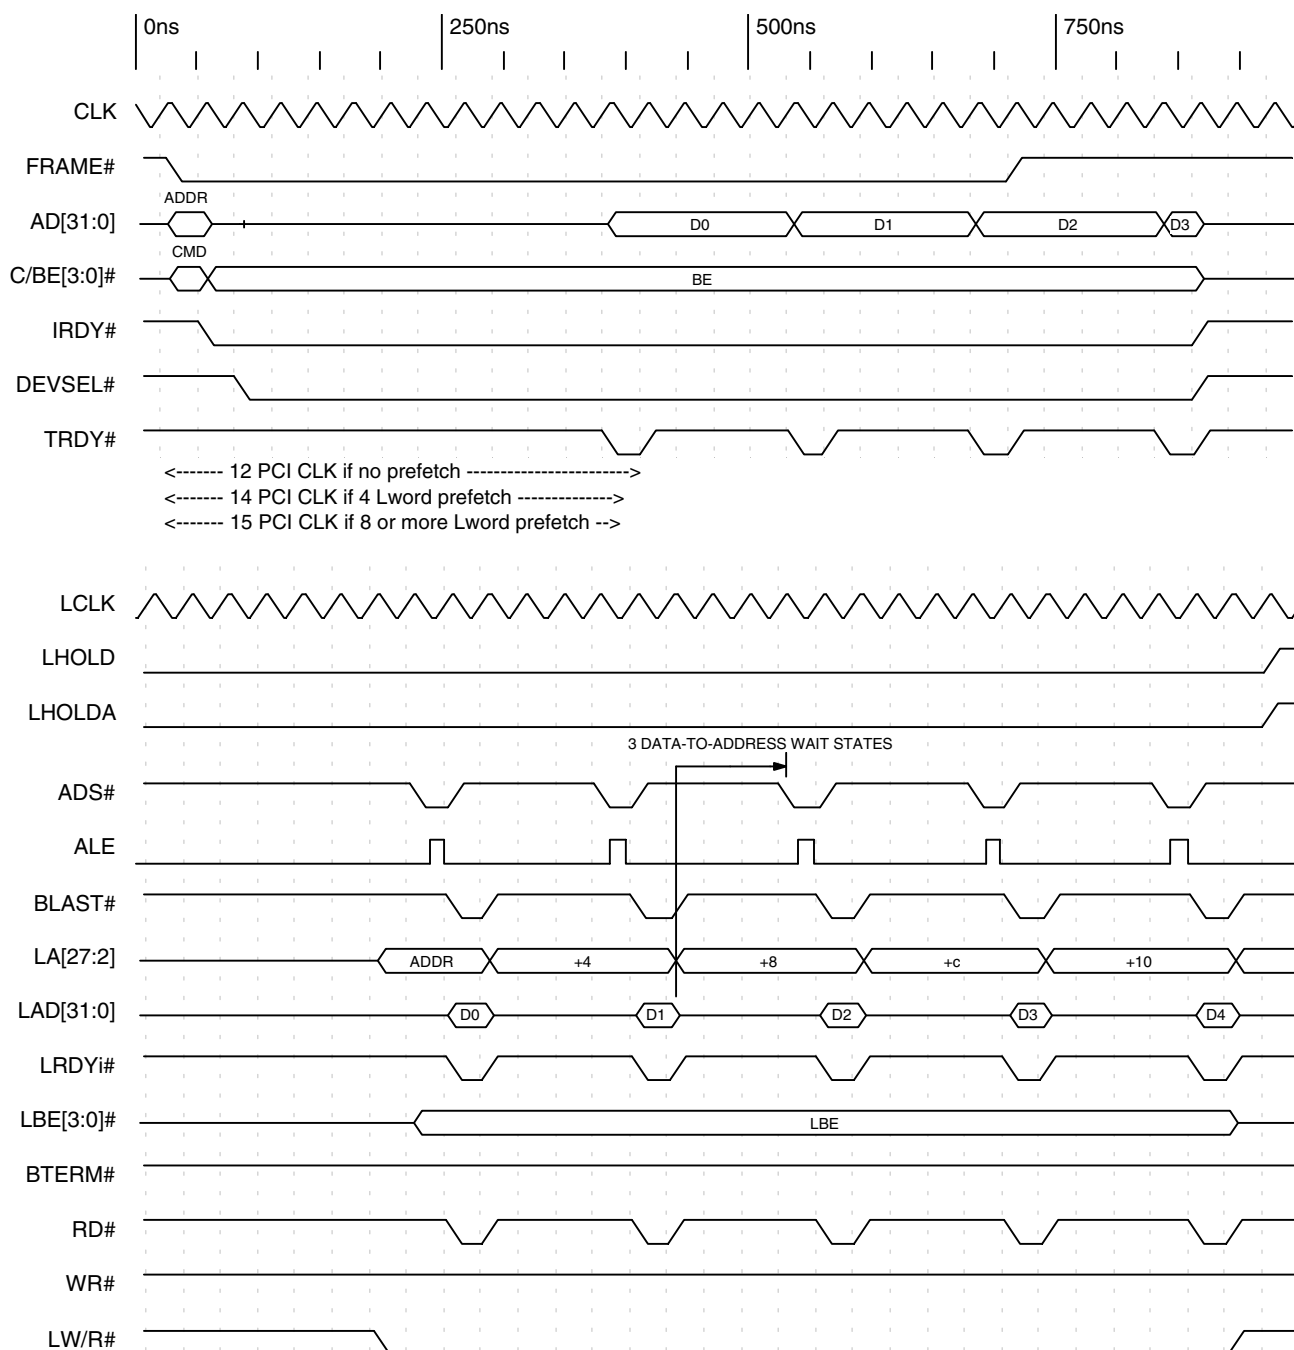 0ns 250ns 500ns 750ns
CLK
FRAME#
ADDR
AD[31:0] D0 D1 D2 D3
CMD
C/BE[3:0]# BE
IRDY#
DEVSEL#
TRDY#
<------- 12 PCI CLK if no prefetch ----------------------->
<------- 14 PCI CLK if 4 Lword prefetch ------------->
<------- 15 PCI CLK if 8 or more Lword prefetch -->
LCLK
LHOLD
LHOLDA
3 DATA-TO-ADDRESS WAIT STATES
ADS#
ALE
BLAST#
LA[27:2] ADDR +4 +8 +c +10
LAD[31:0] D0 D1 D2 D3 D4
LRDYi#
LBE[3:0]# LBE
BTERM#
RD#
WR#
LW/R#